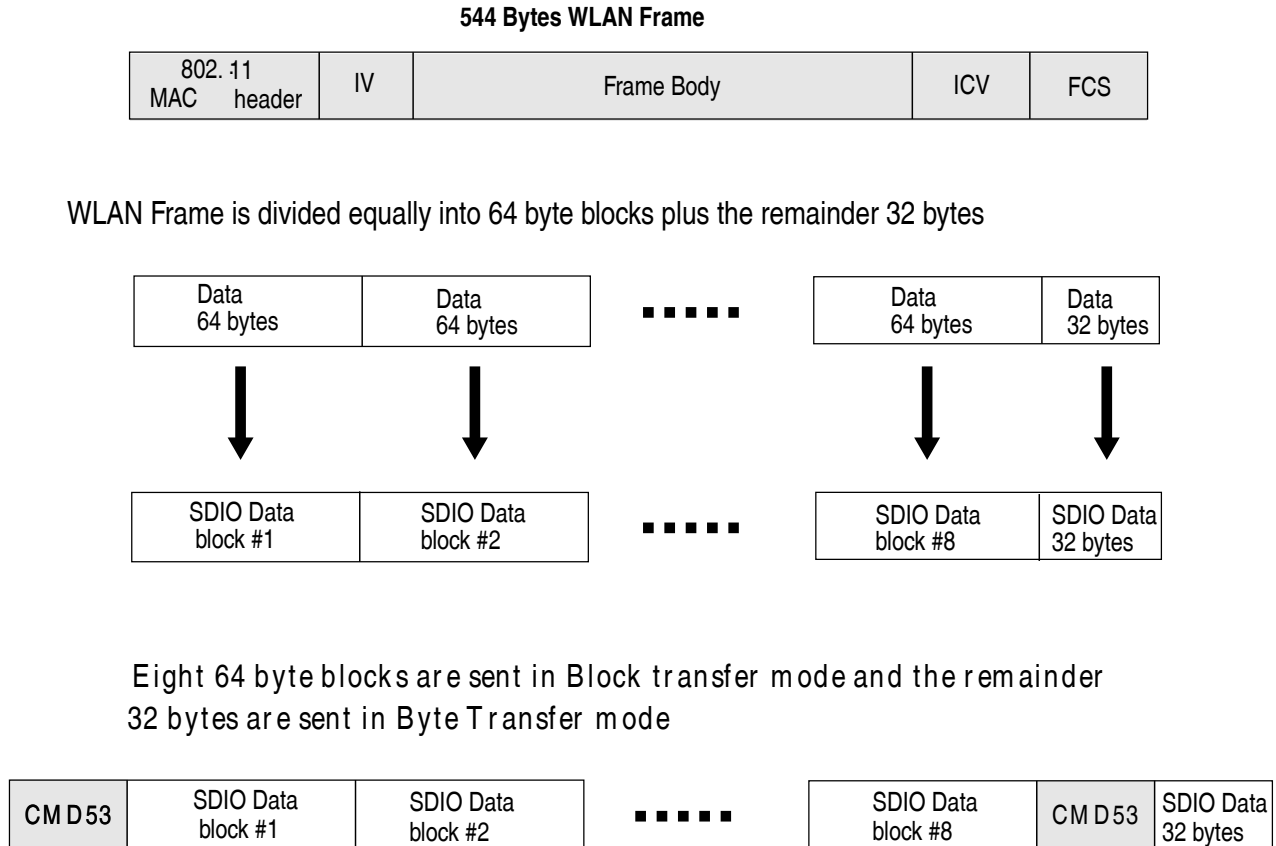 544 Bytes WLAN Frame
802.11
MAC header
IV
Frame Body
ICV
FCS
WLAN Frame is divided equally into 64 byte blocks plus the remainder 32 bytes
Data
64 bytes
Data
64 bytes
Data
64 bytes
Data
32 bytes
SDIO Data
block #1
SDIO Data
block #2
SDIO Data
block #8
SDIO Data
32 bytes
Eight 64 byte blocks are sent in Block transfer mode and the remainder
32 bytes are sent in Byte Transfer mode
CMD53
SDIO Data
block #1
SDIO Data
block #2
SDIO Data
block #8
CMD53
SDIO Data
32 bytes